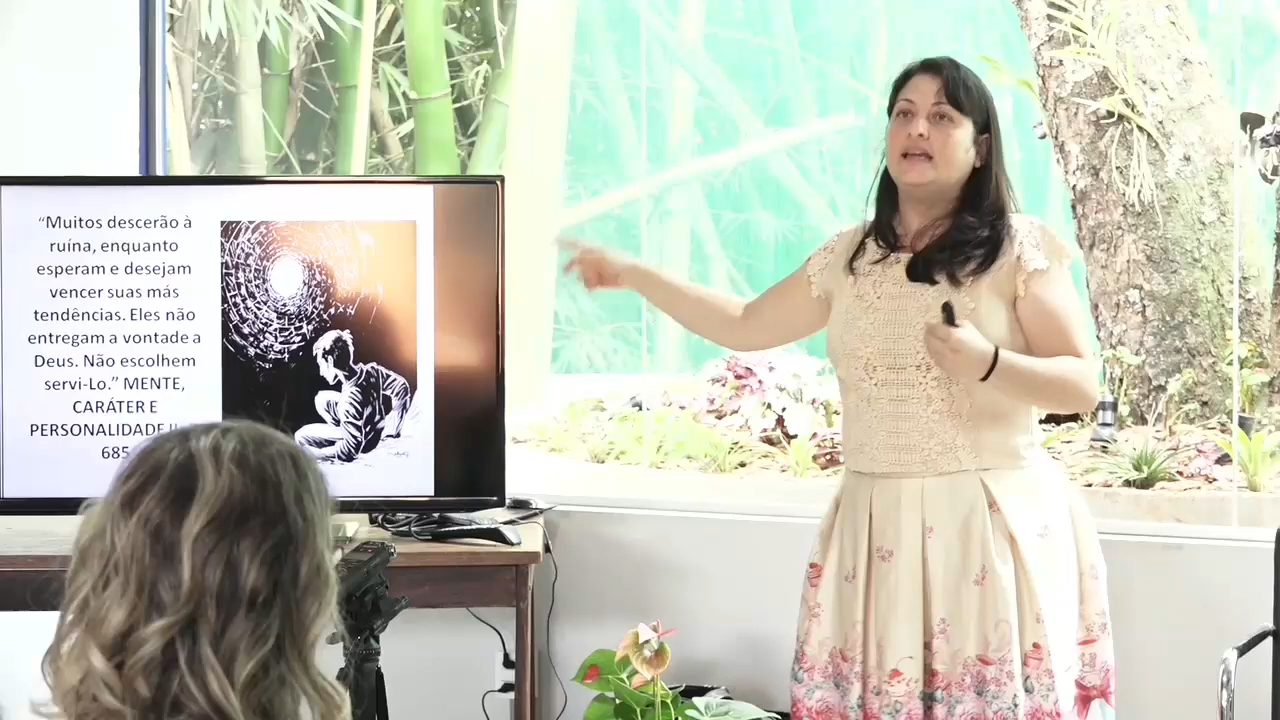 “Muitos descerão à
ruína, enquanto
esperam e desejam
vencer suas más
tendências. Eles não
entregam a vontade a
Deus. Não escolhem
servi-Lo.” MENTE,
CARÁTER E
PERSONALIDADE
685